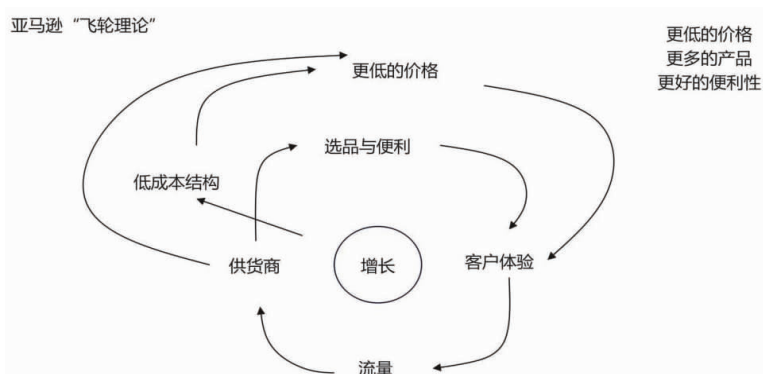 亚马逊“飞轮理论”
更低的价格
更多的产品
更好的便利性
更低的价格
选品与便利
低成本结构
供货商
增长
客户体验
流量